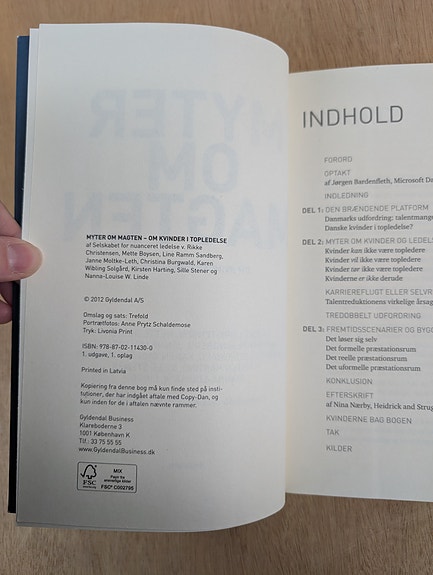 MYTER OM MAGTEN – OM KVINDER I TOPLEDELSE
af Selskabet for nuanceret ledelse v. Rikke
Christensen, Mette Boysen, Line Ramm Sandberg,
Janne Moltke-Leth, Christina Burgwald, Karen
Wibling Solgård, Kirsten Harting, Sille Stener og
Nanna-Louise W. Linde
© 2012 Gyldendal A/S
Omslag og sats: Trefold
Portrætfotos: Anne Prytz Schaldemose
Tryk: Livonia Print
ISBN: 978-87-02-11430-0
1. udgave, 1. oplag
Printed in Latvia
Kopiering fra denne bog må kun finde sted på insti-
tutioner, der har indgået aftale med Copy-Dan, og
kun inden for de i aftalen nævnte rammer.
Gyldendal Business
Klareboderne 3
1001 København K
Tlf.: 33 75 55 55
www.GyldendalBusiness.dk
FSC
MIX
Papir fra
ansvarlige kilder
FSC® C002795
INDHOLD
FORORD
OPTAKT
af Jørgen Bardenfleth, Microsoft Da
INDLEDNING
DEL 1: DEN BRÆNDENDE PLATFORM
Danmarks udfordring: talentmange
Danske kvinder i topledelse?
DEL 2: MYTER OM KVINDER OG LEDELS
Kvinder kan ikke være topledere
Kvinder vil ikke være topledere
Kvinder tør ikke være topledere
Kvinderne er ikke derude
KARRIEREFLUGT ELLER SELVR
Talentreduktionens virkelige årsag
TREDOBBELT UDFORDRING
DEL 3: FREMTIDSSCENARIER OG BYGG
Det løser sig selv
Det formelle præstationsrum
Det reelle præstationsrum
Det uformelle præstationsrum
KONKLUSION
EFTERSKRIFT
af Nina Nærby, Heidrick and Strug
KVINDERNE BAG BOGEN
TAK
KILDER